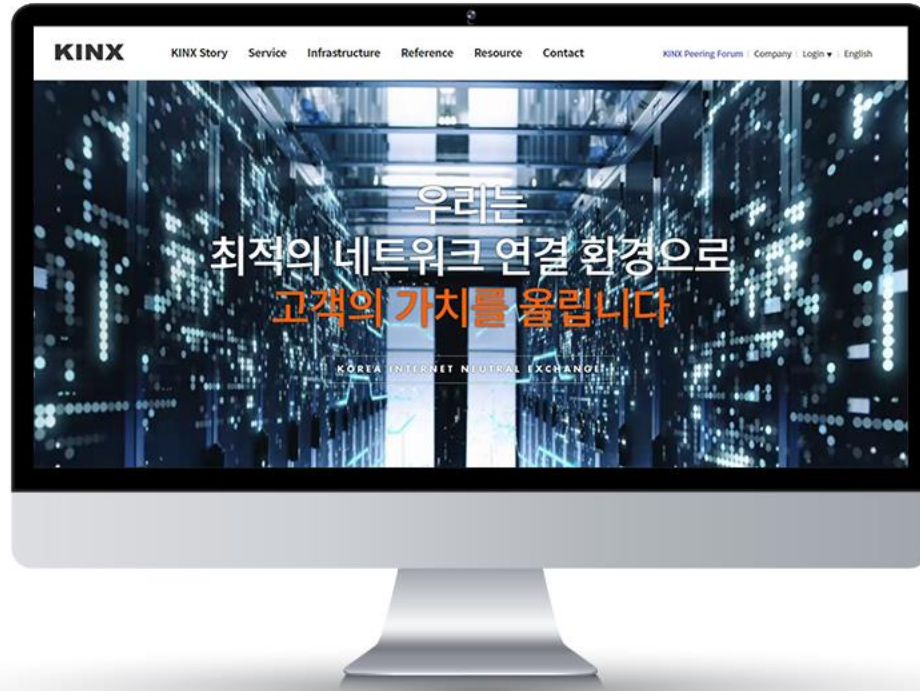 KINX
KINX Story Service Infrastructure Reference Resource Contact
KINX Peering Forum | Company | Login ▾ | English
우리는
최적의 네트워크 연결 환경으로
고객의 가치를 올립니다
KOREA INTERNET NEUTRAL EXCHANGE